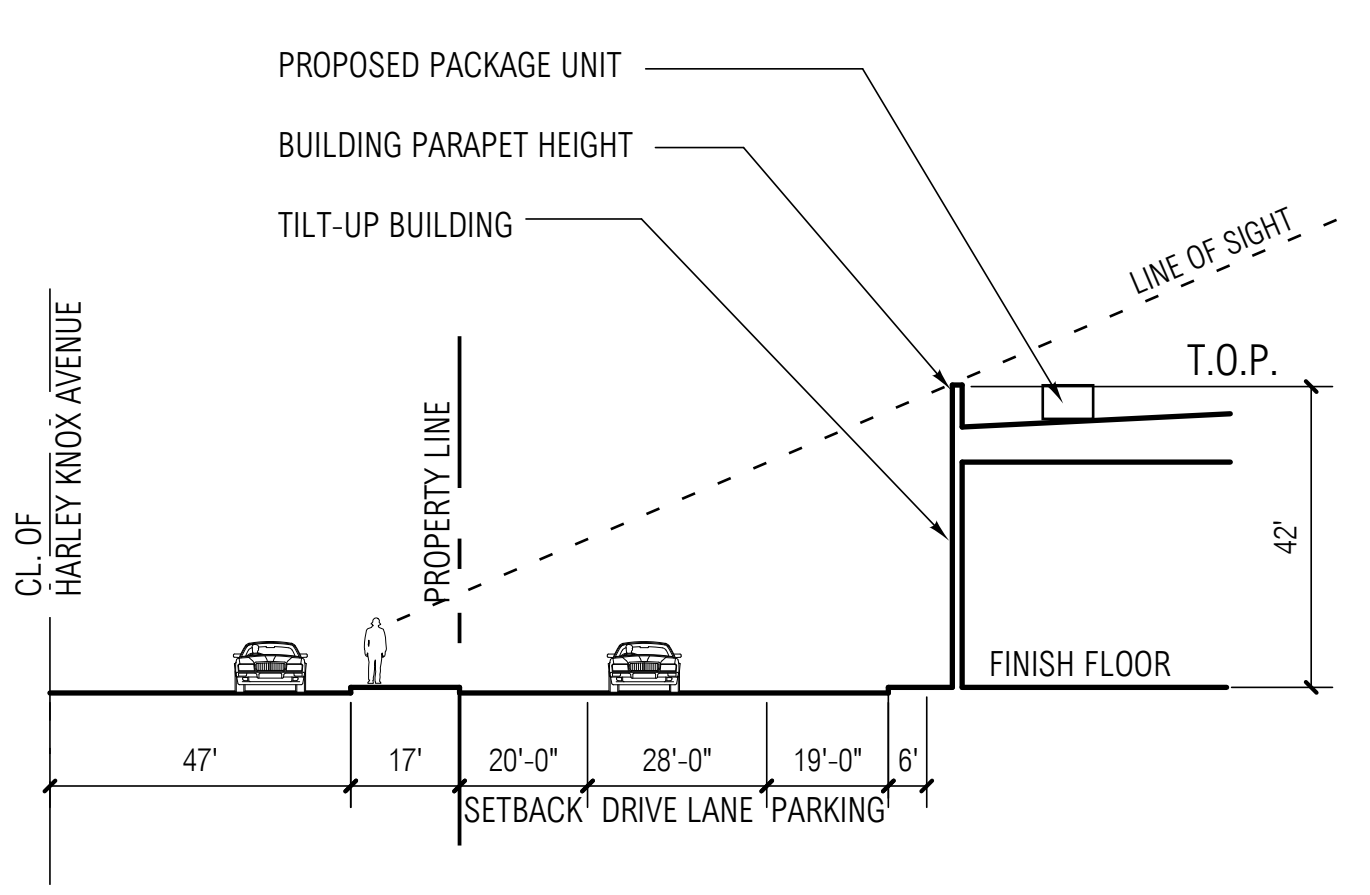 PROPOSED PACKAGE UNIT
BUILDING PARAPET HEIGHT
TILT-UP BUILDING
LINE OF SIGHT
T.O.P.
CL. OF
HARLEY KNOX AVENUE
PROPERTY LINE
42'
FINISH FLOOR
47'
17'
20'-0"
28'-0"
19'-0"
6'
SETBACK
DRIVE LANE
PARKING